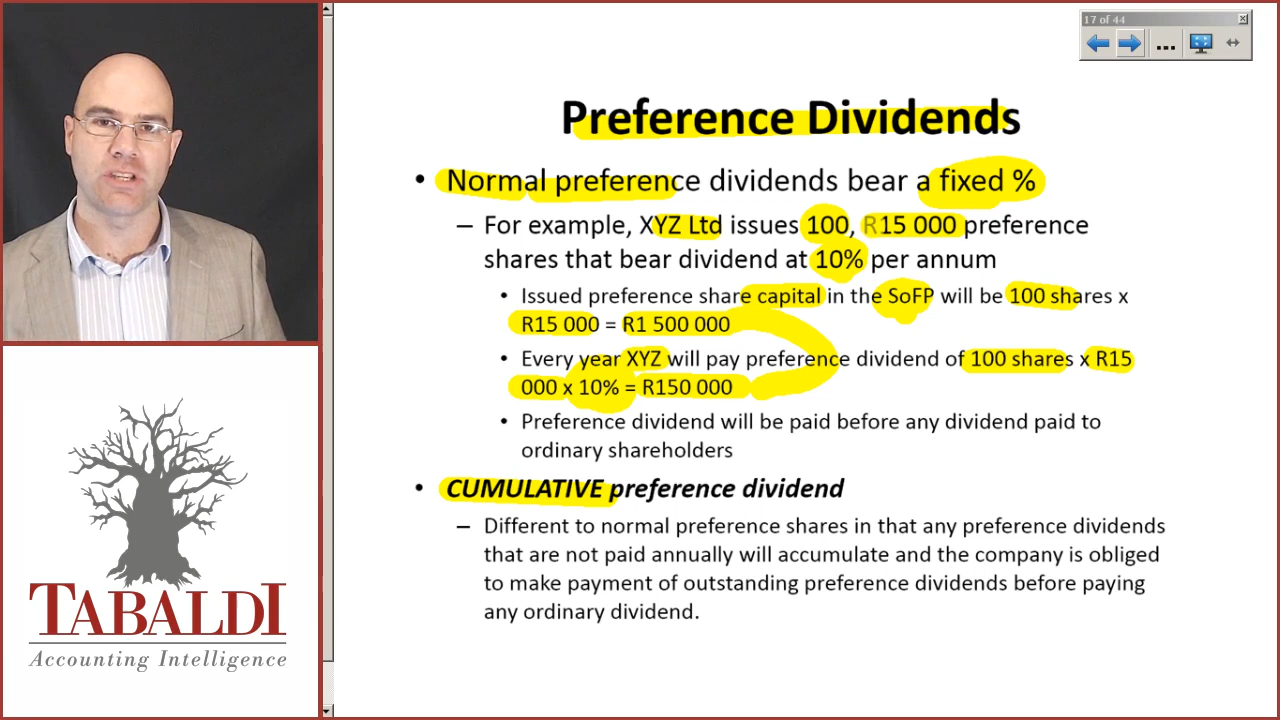 17 of 44
Preference Dividends
• Normal preference dividends bear a fixed %
– For example, XYZ Ltd issues 100, R15 000 preference
shares that bear dividend at 10% per annum
• Issued preference share capital in the SoFP will be 100 shares x
R15 000 = R1 500 000
• Every year XYZ will pay preference dividend of 100 shares x R15
000 x 10% = R150 000
• Preference dividend will be paid before any dividend paid to
ordinary shareholders
• CUMULATIVE preference dividend
– Different to normal preference shares in that any preference dividends
that are not paid annually will accumulate and the company is obliged
to make payment of outstanding preference dividends before paying
any ordinary dividend.
TABALDI
Accounting Intelligence